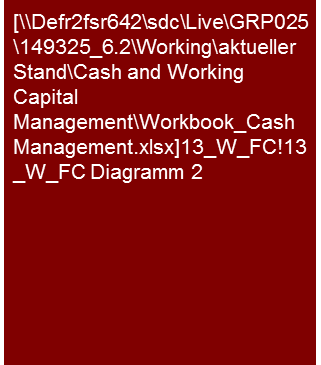 [\\Defr2fsr642\sdc\Live\GRP025
\149325_6.2\Working\aktueller
Stand\Cash and Working
Capital
Management\Workbook_Cash
Management.xlsx]13_W_FC!13
_W_FC Diagramm 2